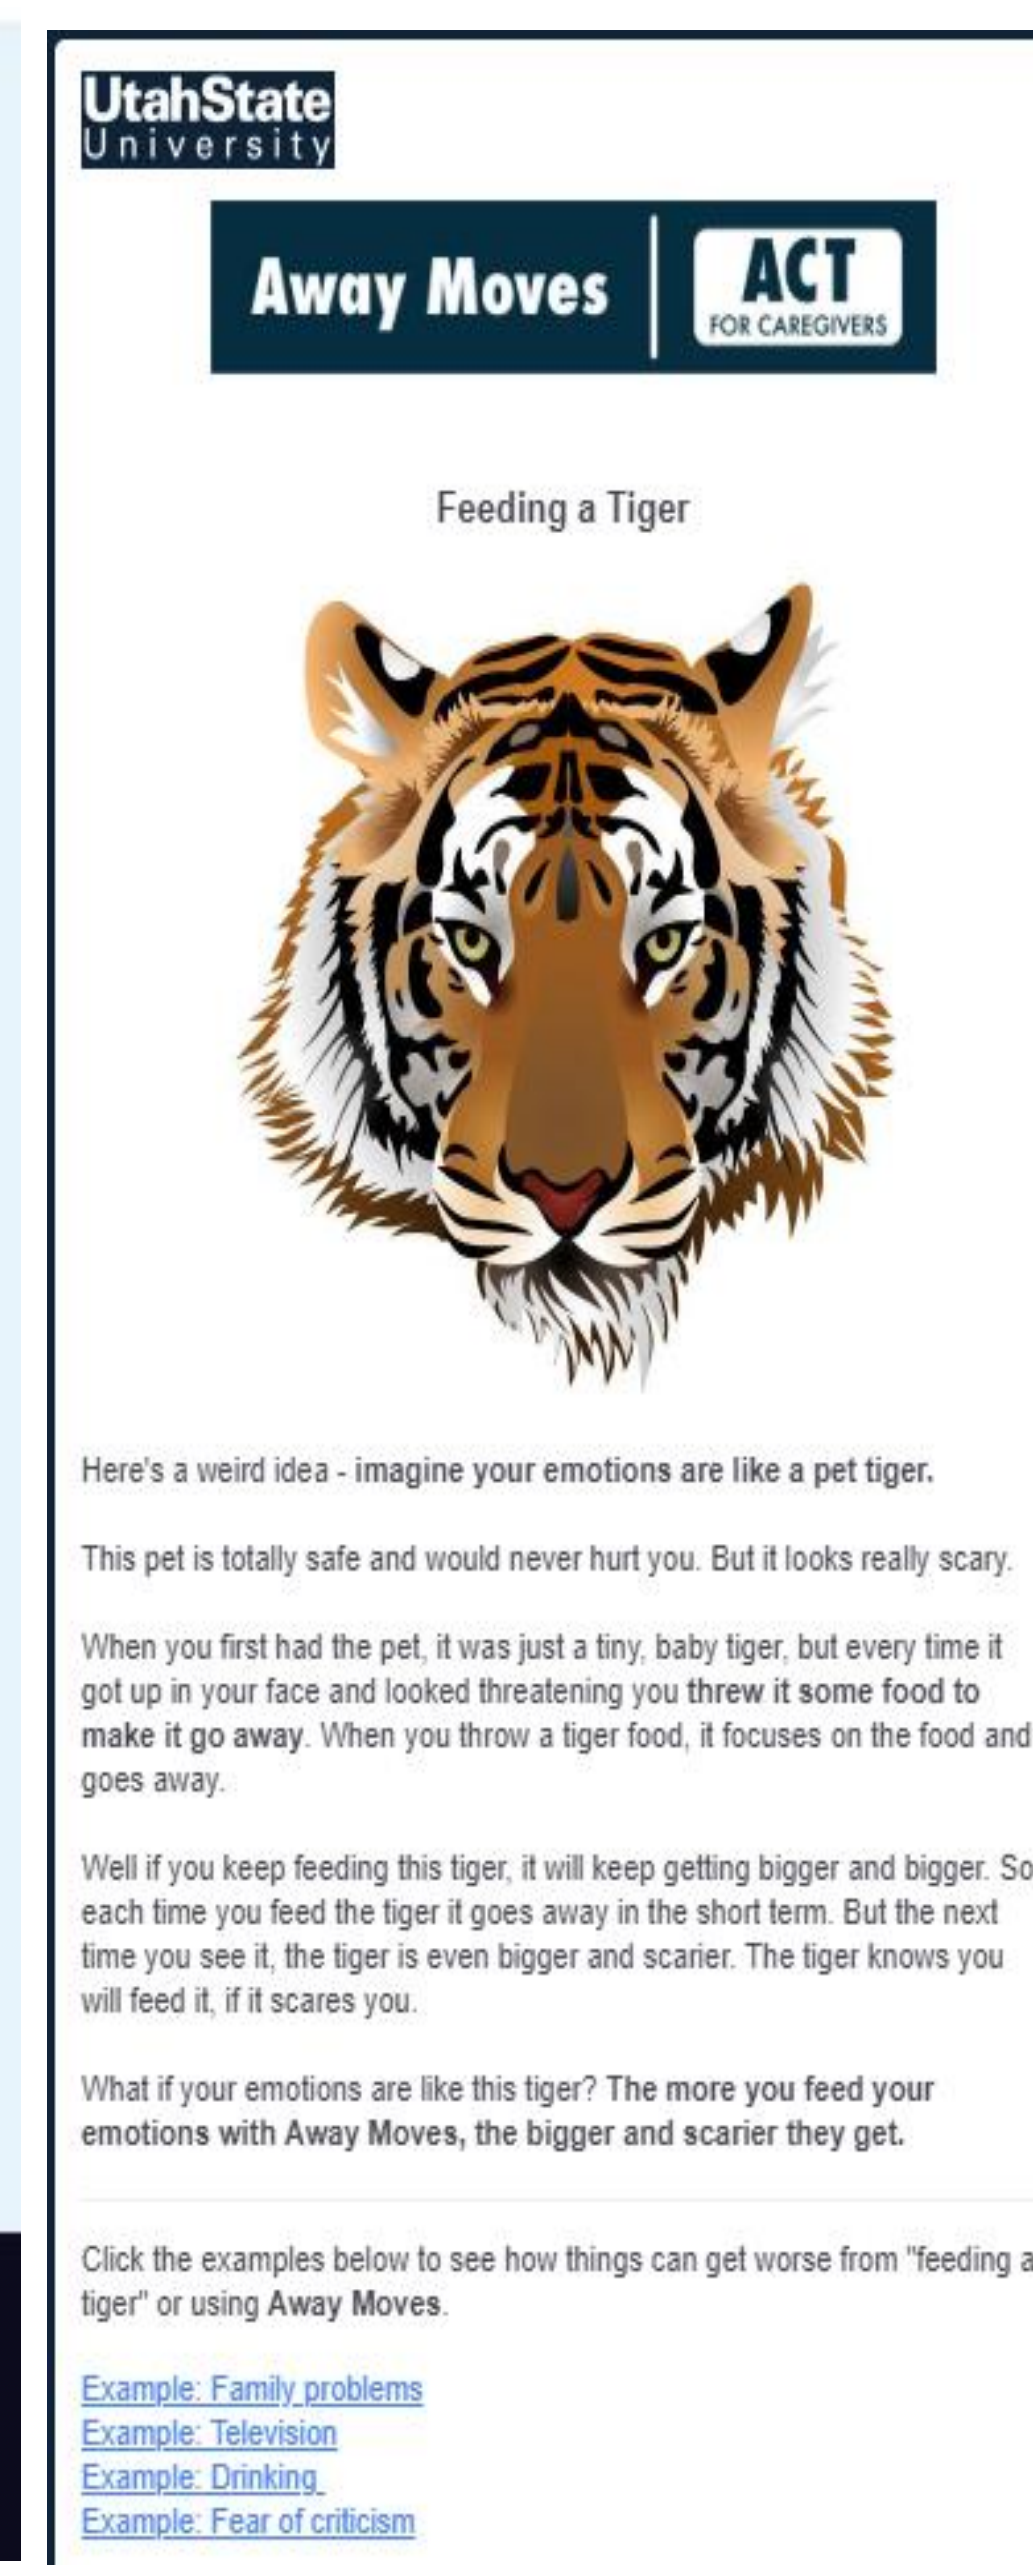 UtahState
University
Away Moves
ACT
FOR CAREGIVERS
Feeding a Tiger
Here's a weird idea - imagine your emotions are like a pet tiger.
This pet is totally safe and would never hurt you. But it looks really scary.
When you first had the pet, it was just a tiny, baby tiger, but every time it
got up in your face and looked threatening you threw it some food to
make it go away. When you throw a tiger food, it focuses on the food and
goes away.
Well if you keep feeding this tiger, it will keep getting bigger and bigger. So
each time you feed the tiger it goes away in the short term. But the next
time you see it, the tiger is even bigger and scarier. The tiger knows you
will feed it, if it scares you.
What if your emotions are like this tiger? The more you feed your
emotions with Away Moves, the bigger and scarier they get.
Click the examples below to see how things can get worse from "feeding a
tiger" or using Away Moves.
Example: Family problems
Example: Television
Example: Drinking
Example: Fear of criticism